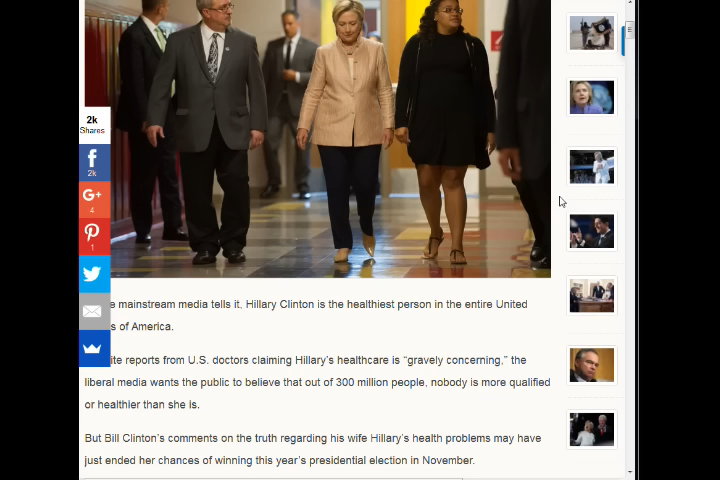 2k
Shares
2k
4
1
e mainstream media tells it, Hillary Clinton is the healthiest person in the entire United
s of America.
ite reports from U.S. doctors claiming Hillary's healthcare is “gravely concerning,” the
liberal media wants the public to believe that out of 300 million people, nobody is more qualified
or healthier than she is.
But Bill Clinton's comments on the truth regarding his wife Hillary's health problems may have
just ended her chances of winning this year's presidential election in November.